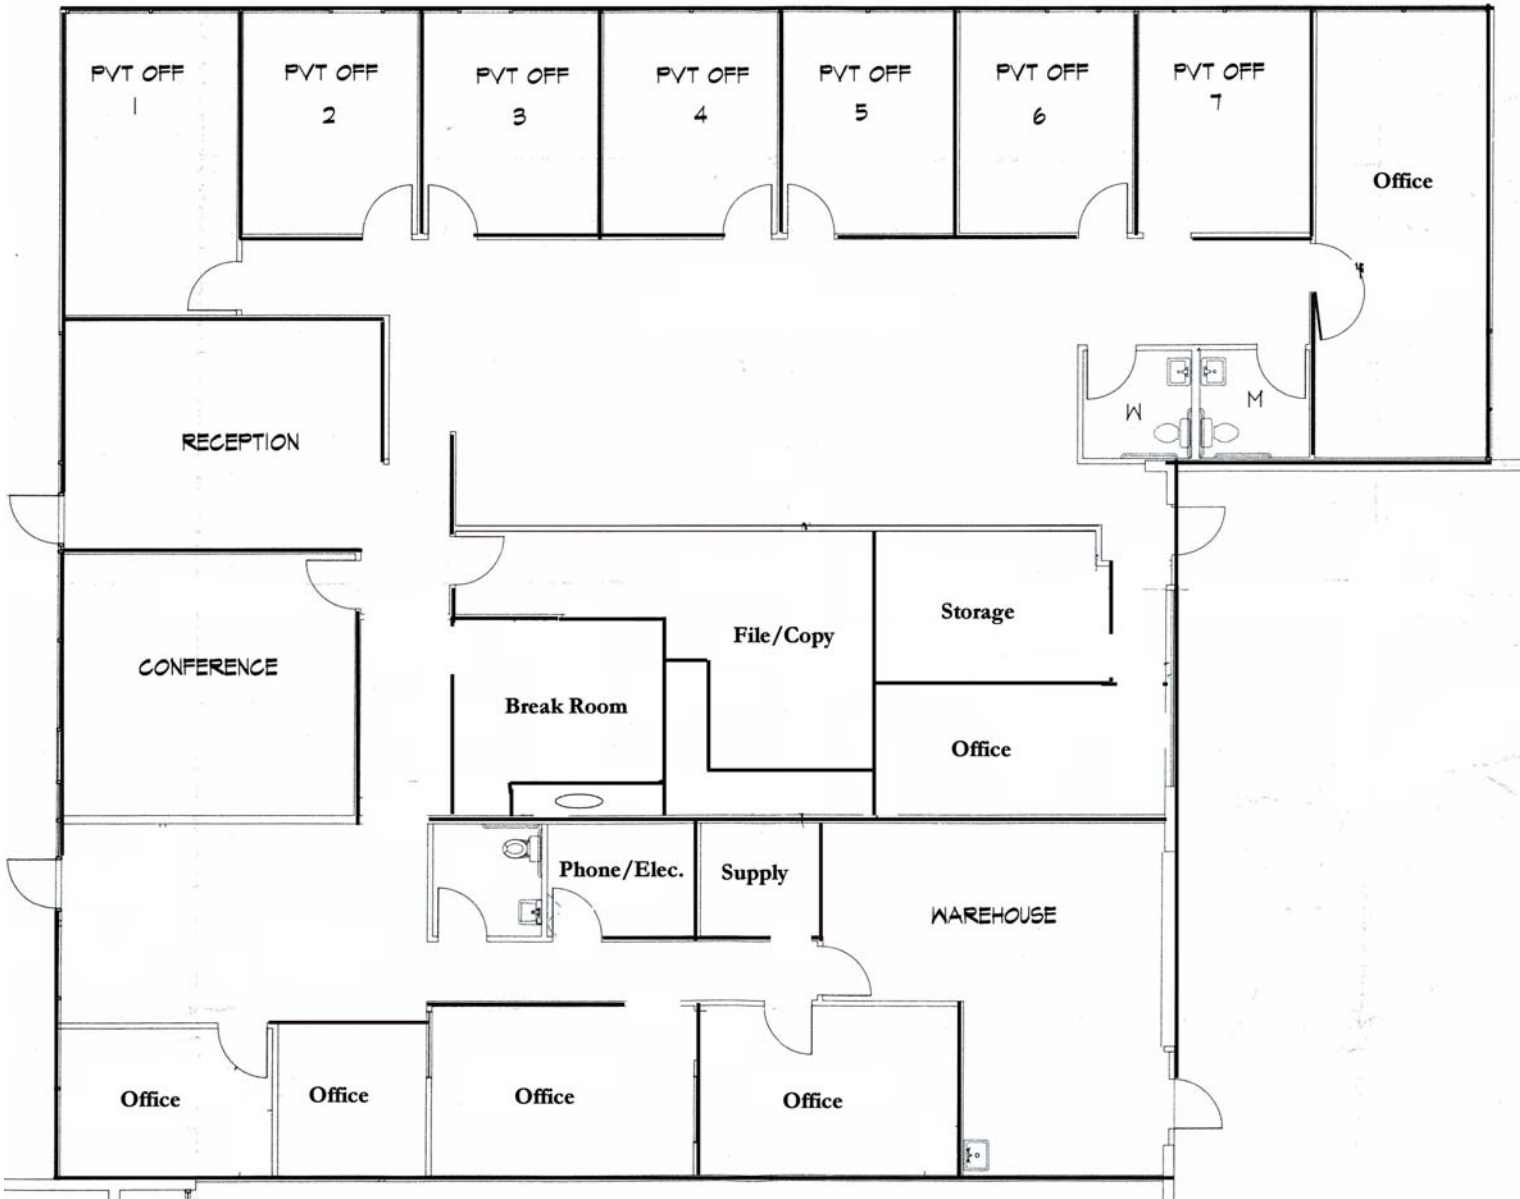 PVT OFF
1
PVT OFF
2
PVT OFF
3
PVT OFF
4
PVT OFF
5
PVT OFF
6
PVT OFF
7
Office
W
M
RECEPTION
Storage
File/Copy
CONFERENCE
Break Room
Office
Phone/Elec.
Supply
WAREHOUSE
Office
Office
Office
Office